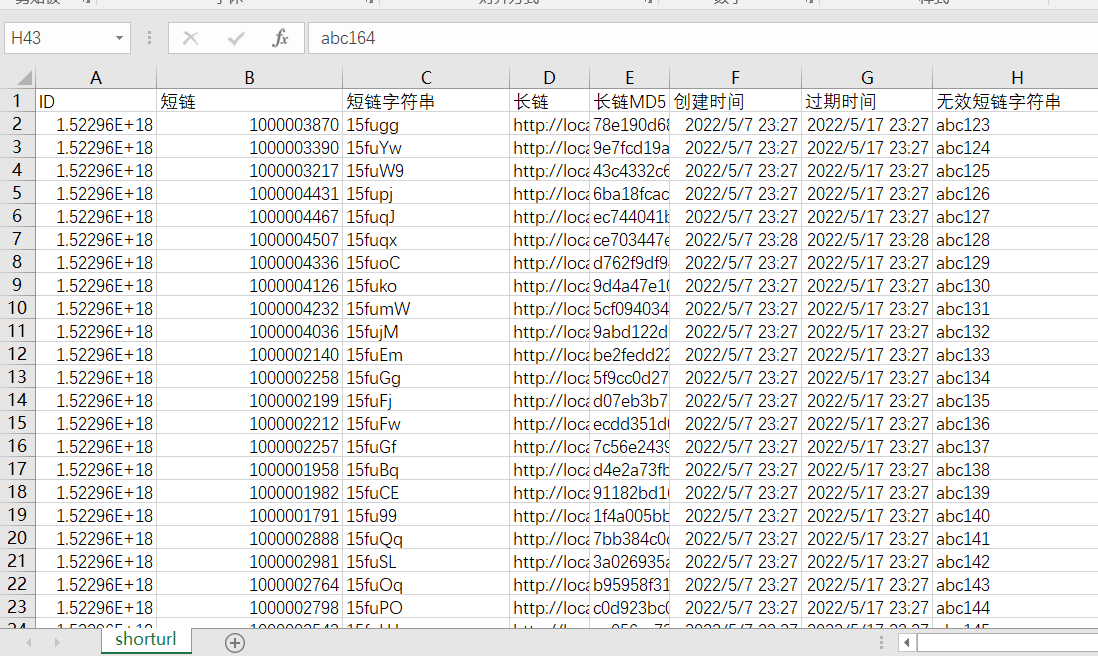 剪贴板 字体 对齐方式 数字 样式
H43 fx abc164
A B C D E F G H
1 ID 短链 短链字符串 长链 长链MD5 创建时间 过期时间 无效短链字符串
2 1.52296E+18 1000003870 15fugg http://loca 78e190d68 2022/5/7 23:27 2022/5/17 23:27 abc123
3 1.52296E+18 1000003390 15fuYw http://loca 9e7fcd19a 2022/5/7 23:27 2022/5/17 23:27 abc124
4 1.52296E+18 1000003217 15fuW9 http://loca 43c4332c6 2022/5/7 23:27 2022/5/17 23:27 abc125
5 1.52296E+18 1000004431 15fupj http://loca 6ba18fcac 2022/5/7 23:27 2022/5/17 23:27 abc126
6 1.52296E+18 1000004467 15fuqJ http://loca ec744041b 2022/5/7 23:27 2022/5/17 23:27 abc127
7 1.52296E+18 1000004507 15fuqx http://loca ce703447e 2022/5/7 23:28 2022/5/17 23:28 abc128
8 1.52296E+18 1000004336 15fuoC http://loca d762f9df9 2022/5/7 23:27 2022/5/17 23:27 abc129
9 1.52296E+18 1000004126 15fuko http://loca 9d4a47e10 2022/5/7 23:27 2022/5/17 23:27 abc130
10 1.52296E+18 1000004232 15fumW http://loca 5cf094034 2022/5/7 23:27 2022/5/17 23:27 abc131
11 1.52296E+18 1000004036 15fujM http://loca 9abd122d 2022/5/7 23:27 2022/5/17 23:27 abc132
12 1.52296E+18 1000002140 15fuEm http://loca be2fedd22 2022/5/7 23:27 2022/5/17 23:27 abc133
13 1.52296E+18 1000002258 15fuGg http://loca 5f9cc0d27 2022/5/7 23:27 2022/5/17 23:27 abc134
14 1.52296E+18 1000002199 15fuFj http://loca d07eb3b7 2022/5/7 23:27 2022/5/17 23:27 abc135
15 1.52296E+18 1000002212 15fuFw http://loca ecdd351d 2022/5/7 23:27 2022/5/17 23:27 abc136
16 1.52296E+18 1000002257 15fuGf http://loca 7c56e2439 2022/5/7 23:27 2022/5/17 23:27 abc137
17 1.52296E+18 1000001958 15fuBq http://loca d4e2a73fb 2022/5/7 23:27 2022/5/17 23:27 abc138
18 1.52296E+18 1000001982 15fuCE http://loca 91182bd1 2022/5/7 23:27 2022/5/17 23:27 abc139
19 1.52296E+18 1000001791 15fu99 http://loca 1f4a005bb 2022/5/7 23:27 2022/5/17 23:27 abc140
20 1.52296E+18 1000002888 15fuQq http://loca 7bb384c0 2022/5/7 23:27 2022/5/17 23:27 abc141
21 1.52296E+18 1000002981 15fuSL http://loca 3a026935a 2022/5/7 23:27 2022/5/17 23:27 abc142
22 1.52296E+18 1000002764 15fuOq http://loca b95958f31 2022/5/7 23:27 2022/5/17 23:27 abc143
23 1.52296E+18 1000002798 15fuPO http://loca c0d923bc 2022/5/7 23:27 2022/5/17 23:27 abc144
shorturl